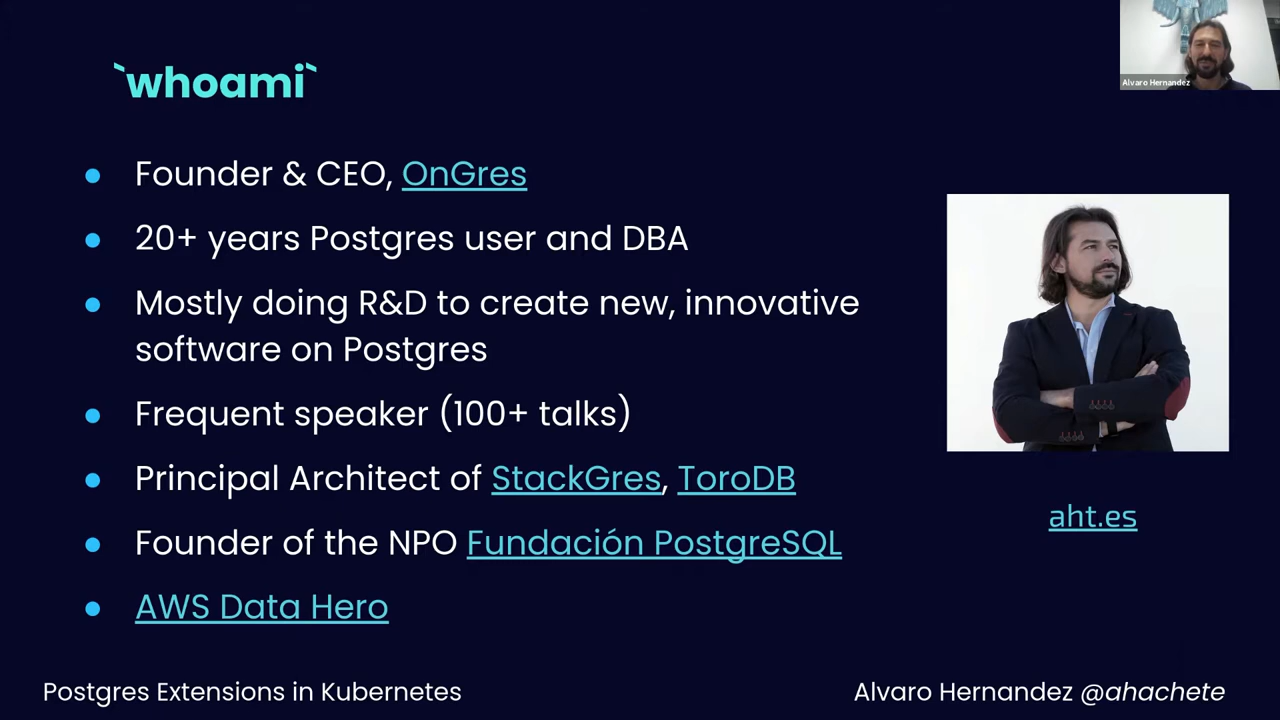 `whoami`
Alvaro Hernandez
● Founder & CEO, OnGres
● 20+ years Postgres user and DBA
● Mostly doing R&D to create new, innovative
software on Postgres
● Frequent speaker (100+ talks)
● Principal Architect of StackGres, ToroDB
● Founder of the NPO Fundación PostgreSQL
● AWS Data Hero
aht.es
Postgres Extensions in Kubernetes
Alvaro Hernandez @ahachete